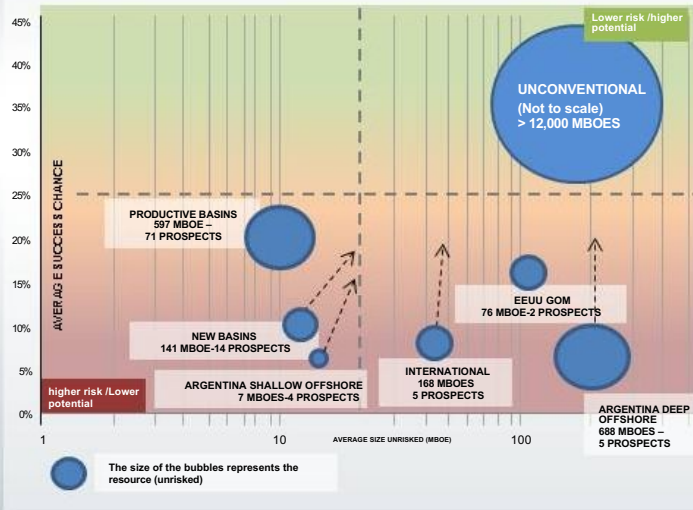 45%
40%
35%
30%
25%
20%
15%
10%
5%
0%
AVERAGE SUCCESS CHANCE
Lower risk /higher
potential
UNCONVENTIONAL
(Not to scale)
> 12,000 MBOES
PRODUCTIVE BASINS
597 MBOE –
71 PROSPECTS
EEUU GOM
76 MBOE-2 PROSPECTS
NEW BASINS
141 MBOE-14 PROSPECTS
INTERNATIONAL
168 MBOES
5 PROSPECTS
ARGENTINA SHALLOW OFFSHORE
7 MBOES-4 PROSPECTS
higher risk /Lower
potential
ARGENTINA DEEP
OFFSHORE
688 MBOES –
5 PROSPECTS
1
10
AVERAGE SIZE UNRISKED (MBOE)
100
The size of the bubbles represents the
resource (unrisked)